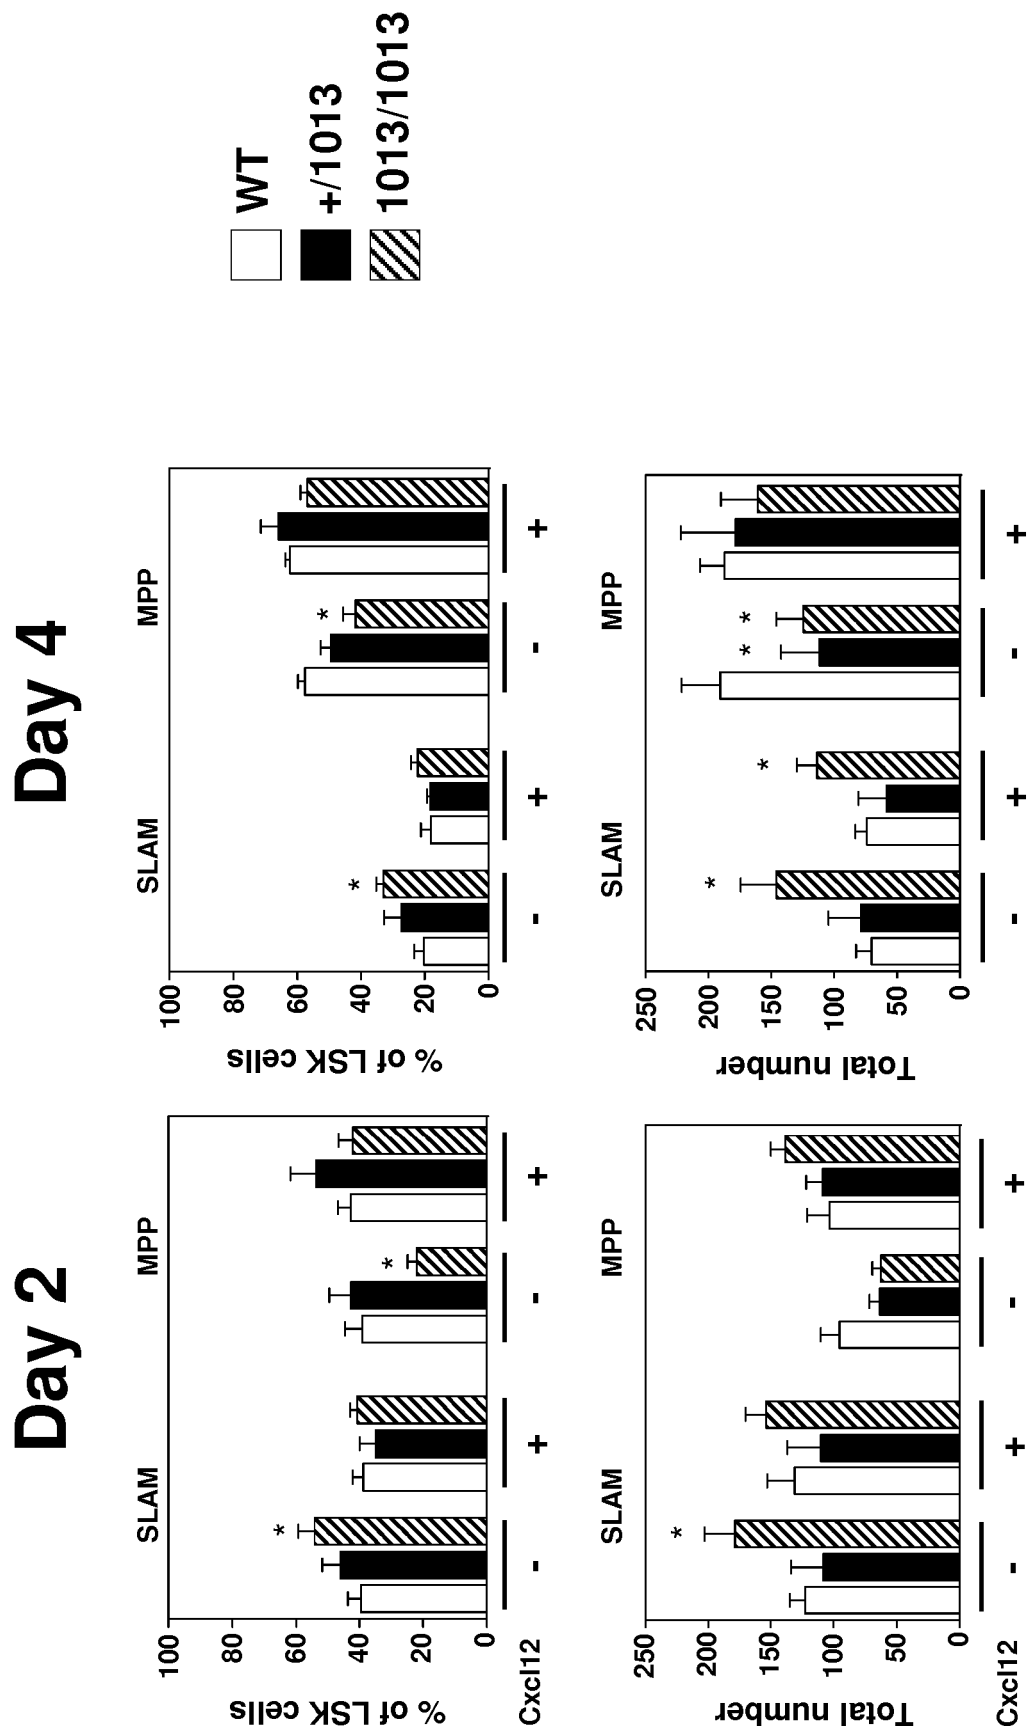 Day 2
Day 4
WT
+/1013
1013/1013
SLAM MPP
% of LSK cells
100
80
60
40
20
0
* *
Cxcl12 - + - +
SLAM MPP
% of LSK cells
100
80
60
40
20
0
* *
- + - +
SLAM MPP
Total number
250
200
150
100
50
0
*
Cxcl12 - + - +
SLAM MPP
Total number
250
200
150
100
50
0
* * * *
- + - +